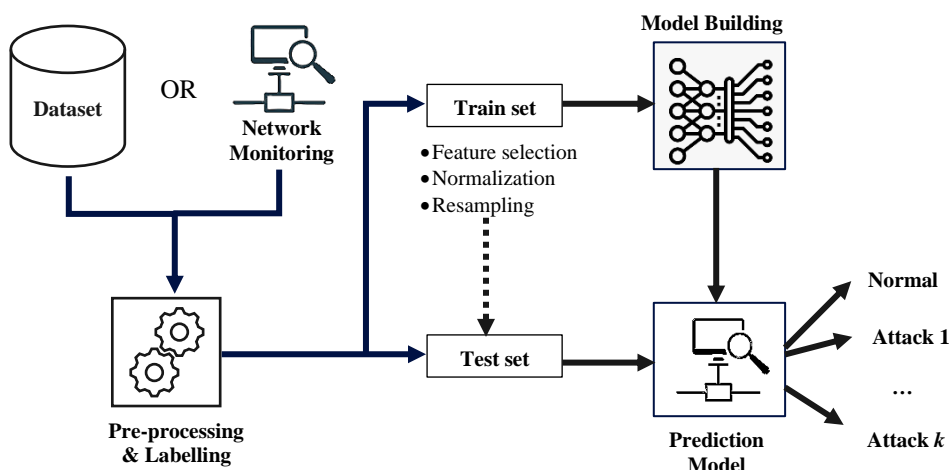 Model Building
Dataset
OR
Network
Monitoring
Train set
•Feature selection
•Normalization
•Resampling
Pre-processing
& Labelling
Test set
Prediction
Model
Normal
Attack 1
...
Attack k